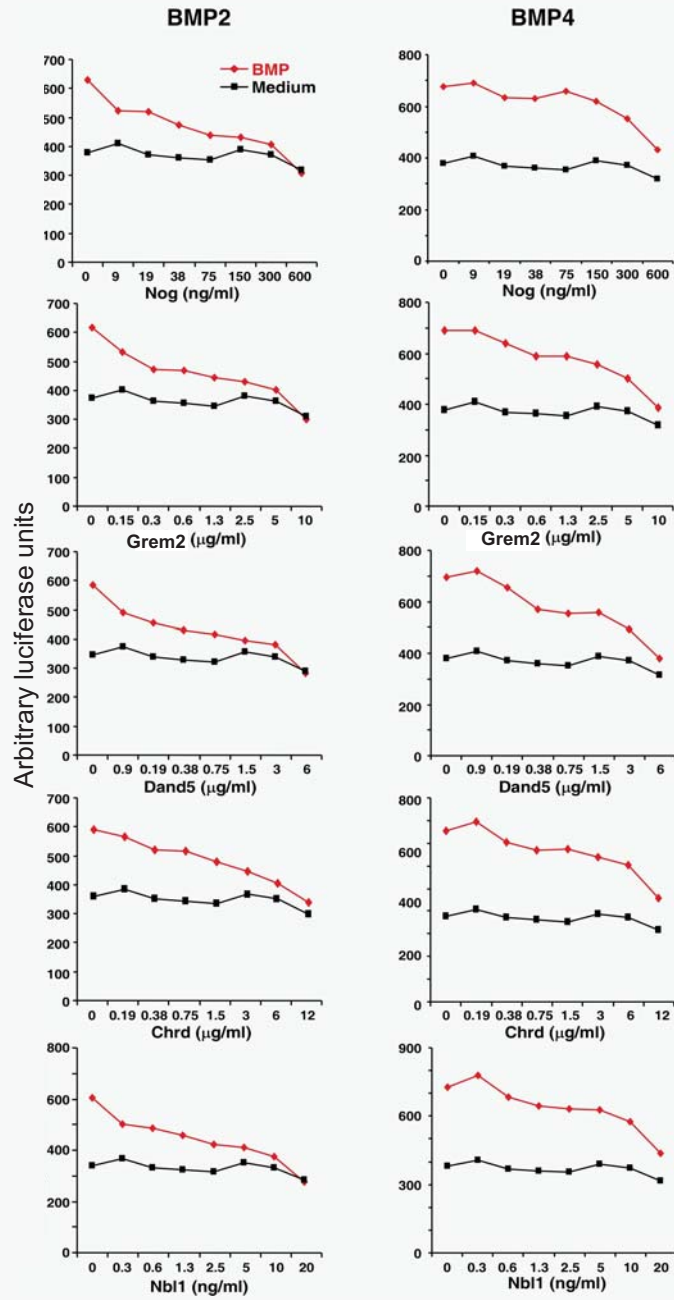 BMP2 BMP4
700
600
500
400
300
200
100
0
BMP
Medium
0 9 19 38 75 150 300 600
Nog (ng/ml)
800
600
400
200
0
0 9 19 38 75 150 300 600
Nog (ng/ml)
700
600
500
400
300
200
100
0
0 0.15 0.3 0.6 1.3 2.5 5 10
Grem2 (µg/ml)
800
600
400
200
0
0 0.15 0.3 0.6 1.3 2.5 5 10
Grem2 (µg/ml)
Arbitrary luciferase units
700
600
500
400
300
200
100
0
0 0.9 0.19 0.38 0.75 1.5 3 6
Dand5 (µg/ml)
800
600
400
200
0
0 0.9 0.19 0.38 0.75 1.5 3 6
Dand5 (µg/ml)
700
600
500
400
300
200
100
0
0 0.19 0.38 0.75 1.5 3 6 12
Chrd (µg/ml)
800
600
400
200
0
0 0.19 0.38 0.75 1.5 3 6 12
Chrd (µg/ml)
800
600
400
200
0
0 0.3 0.6 1.3 2.5 5 10 20
Nbl1 (ng/ml)
900
600
300
0
0 0.3 0.6 1.3 2.5 5 10 20
Nbl1 (ng/ml)